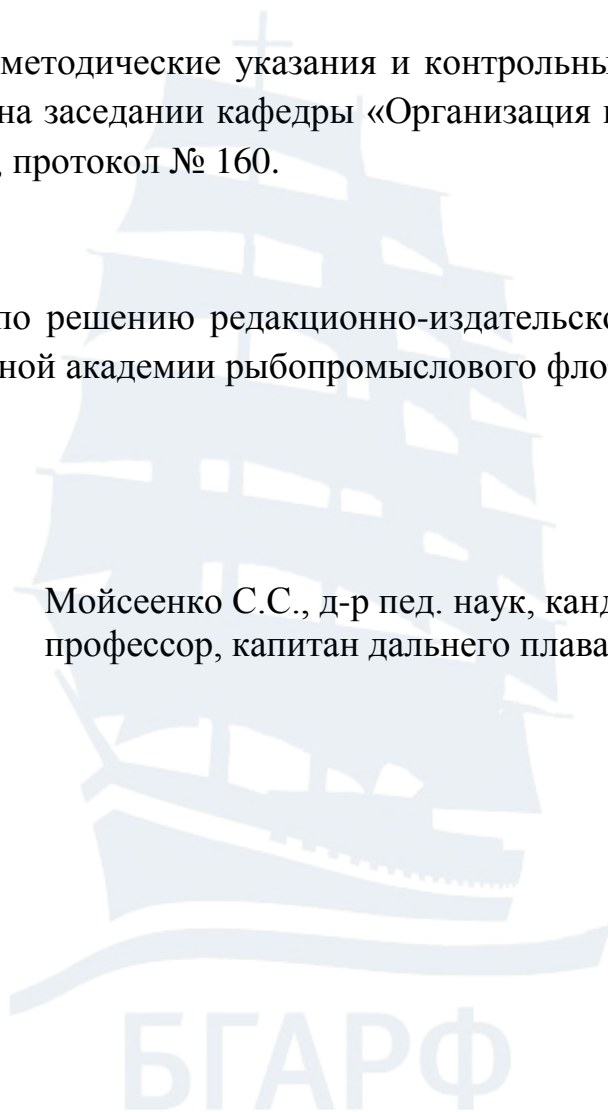 методические указания и контрольны
на заседании кафедры «Организация
, протокол № 160.
по решению редакционно-издательско
ной академии рыбопромыслового фло
Мойсеенко С.С., д-р пед. наук, канд
профессор, капитан дальнего плава
БГАРФ